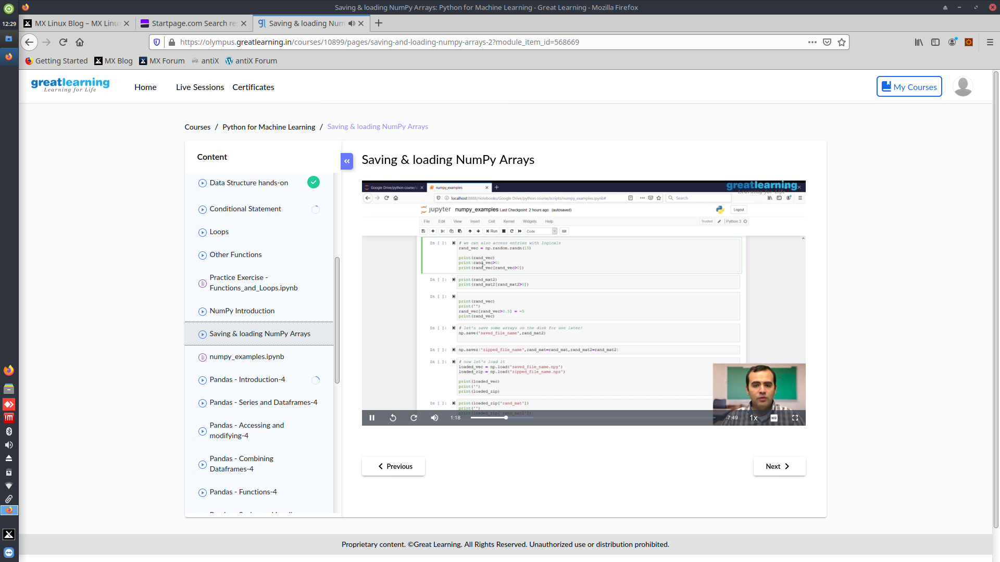 Saving & loading NumPy Arrays: Python for Machine Learning - Great Learning - Mozilla Firefox
12:29
MX Linux Blog – MX Linu
Startpage.com Search re
Saving & loading Num
https://olympus.greatlearning.in/courses/10899/pages/saving-and-loading-numpy-arrays-2?module_item_id=568669
Getting Started
MX Blog
MX Forum
antiX
antiX Forum
greatlearning
Learning for Life
Home
Live Sessions
Certificates
My Courses
Courses / Python for Machine Learning / Saving & loading NumPy Arrays
Content
Data Structure hands-on
Conditional Statement
Loops
Other Functions
Practice Exercise -
Functions_and_Loops.ipynb
NumPy Introduction
Saving & loading NumPy Arrays
numpy_examples.ipynb
Pandas - Introduction-4
Pandas - Series and Dataframes-4
Pandas - Accessing and
modifying-4
Pandas - Combining
Dataframes-4
Pandas - Functions-4
Saving & loading NumPy Arrays
Google Drive/python course/s
numpy_examples
greatlearning
Learning for Life
localhost:8888/notebooks/Google Drive/python course/scripts/numpy_examples.ipynb#
Search
jupyter numpy_examples Last Checkpoint: 2 hours ago (autosaved)
Logout
File Edit View Insert Cell Kernel Widgets Help
Trusted
Python 3
Run
Code
In [ ]: # we can also access entries with logicals
rand_vec = np.random.randn(15)
print(rand_vec)
print(rand_vec>0)
print(rand_vec[rand_vec>0])
In [ ]: print(rand_mat2)
print(rand_mat2[rand_mat2>0])
In [ ]:
print(rand_vec)
print('')
rand_vec[rand_vec>0.5] = -5
print(rand_vec)
In [ ]: # let's save some arrays on the disk for use later!
np.save('saved_file_name',rand_mat2)
In [ ]: np.savez('zipped_file_name',rand_mat=rand_mat,rand_mat2=rand_mat2)
In [ ]: # now let's load it
loaded_vec = np.load('saved_file_name.npy')
loaded_zip = np.load('zipped_file_name.npz')
print(loaded_vec)
print('')
print(loaded_zip)
In [ ]: print(loaded_zip['rand_mat'])
print('')
print(loaded_zip['rand_mat2'])
1:18
-7:49
1x
HD
Previous
Next
Proprietary content. ©Great Learning. All Rights Reserved. Unauthorized use or distribution prohibited.